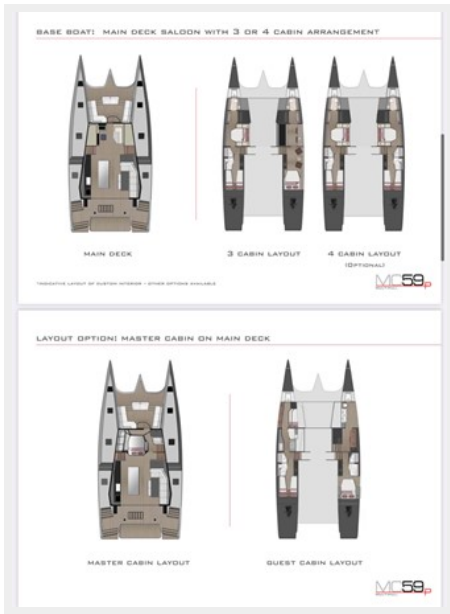 BASE BOAT: MAIN DECK SALOON WITH 3 OR 4 CABIN ARRANGEMENT
MAIN DECK
3 CABIN LAYOUT
4 CABIN LAYOUT
(OPTIONAL)
*INDICATIVE LAYOUT OF CUSTOM INTERIOR - OTHER OPTIONS AVAILABLE
MC59p
LAYOUT OPTION: MASTER CABIN ON MAIN DECK
MASTER CABIN LAYOUT
GUEST CABIN LAYOUT
MC59p